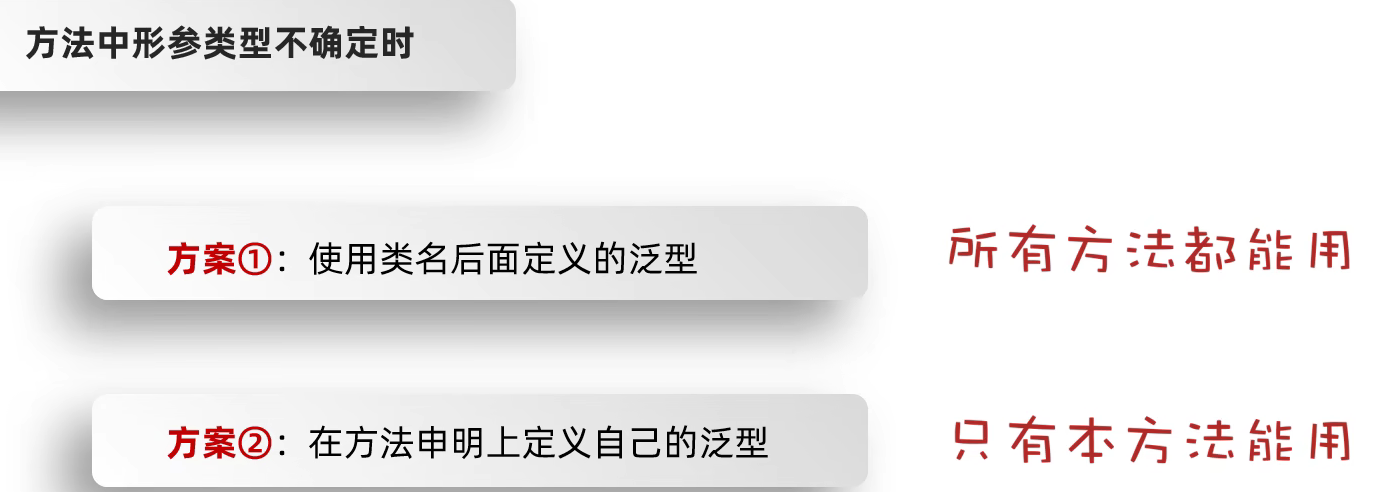 方法中形参类型不确定时
方案①：使用类名后面定义的泛型
所有方法都能用
方案②：在方法申明上定义自己的泛型
只有本方法能用